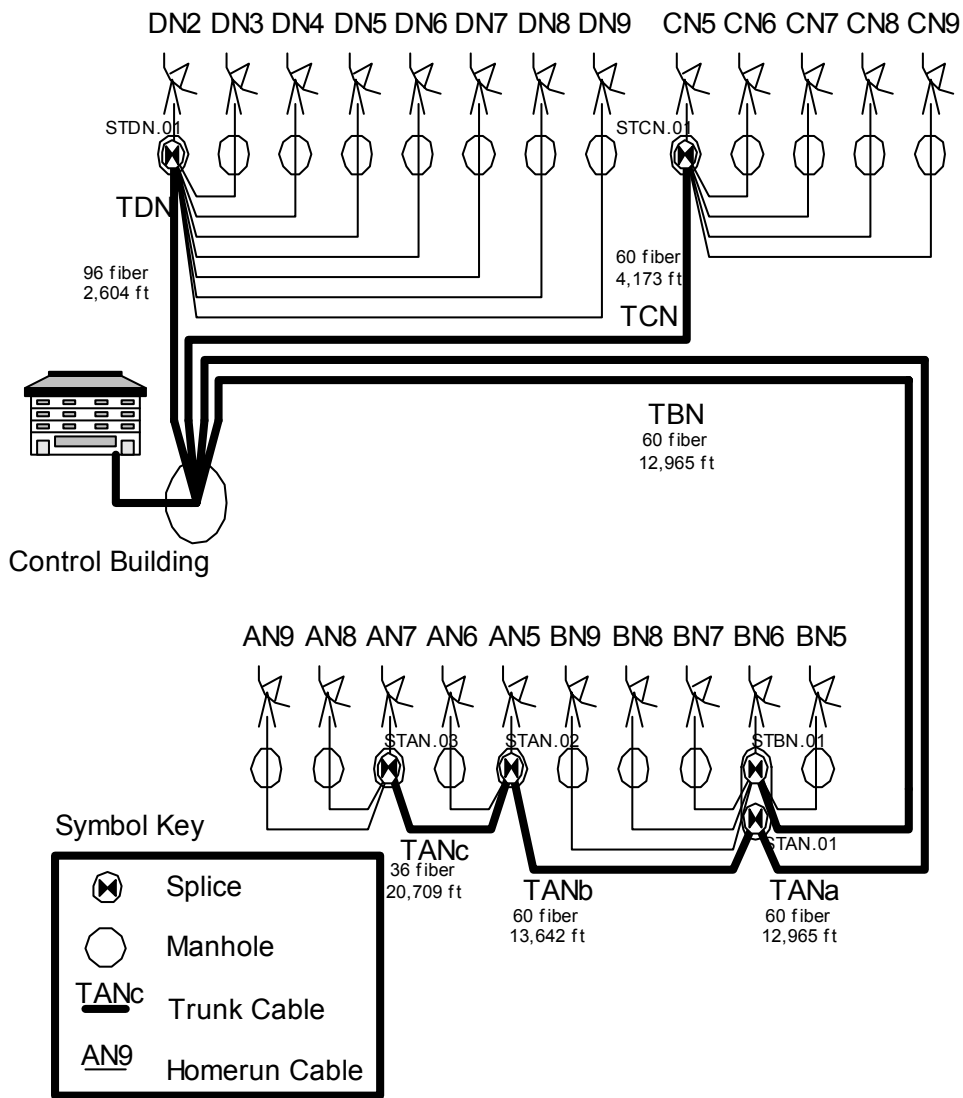 DN2 DN3 DN4 DN5 DN6 DN7 DN8 DN9 CN5 CN6 CN7 CN8 CN9
STDN.01 STCN.01
TDN
96 fiber
2,604 ft
60 fiber
4,173 ft
TCN
TBN
60 fiber
12,965 ft
Control Building
AN9 AN8 AN7 AN6 AN5 BN9 BN8 BN7 BN6 BN5
STAN.03 STAN.02 STBN.01
STAN.01
TANc
36 fiber
20,709 ft
TANb
60 fiber
13,642 ft
TANa
60 fiber
12,965 ft
Symbol Key
Splice
Manhole
TANc Trunk Cable
AN9 Homerun Cable